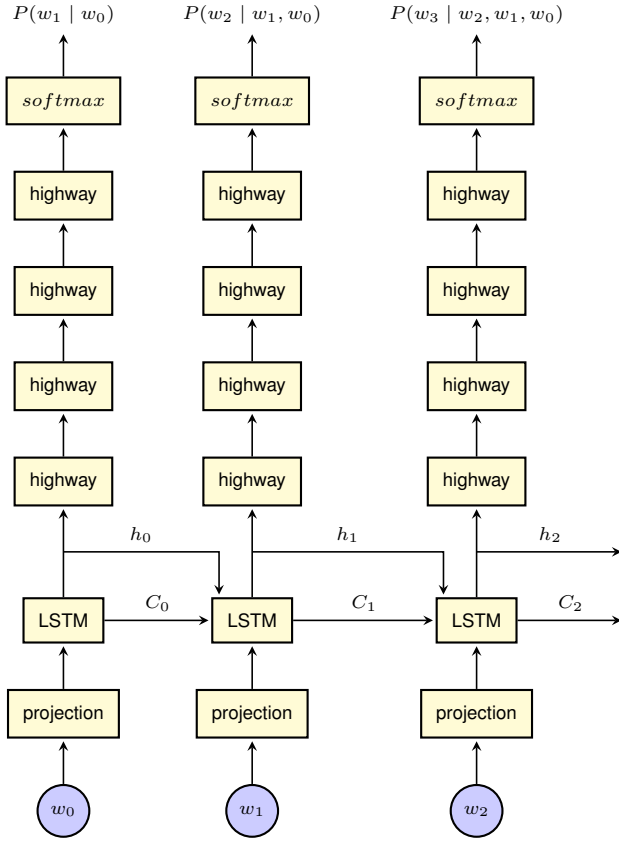 P(w₁ | w₀) P(w₂ | w₁, w₀) P(w₃ | w₂, w₁, w₀)
softmax softmax softmax
highway highway highway
highway highway highway
highway highway highway
highway highway highway
h₀ h₁ h₂
C₀ C₁ C₂
LSTM LSTM LSTM
projection projection projection
w₀ w₁ w₂